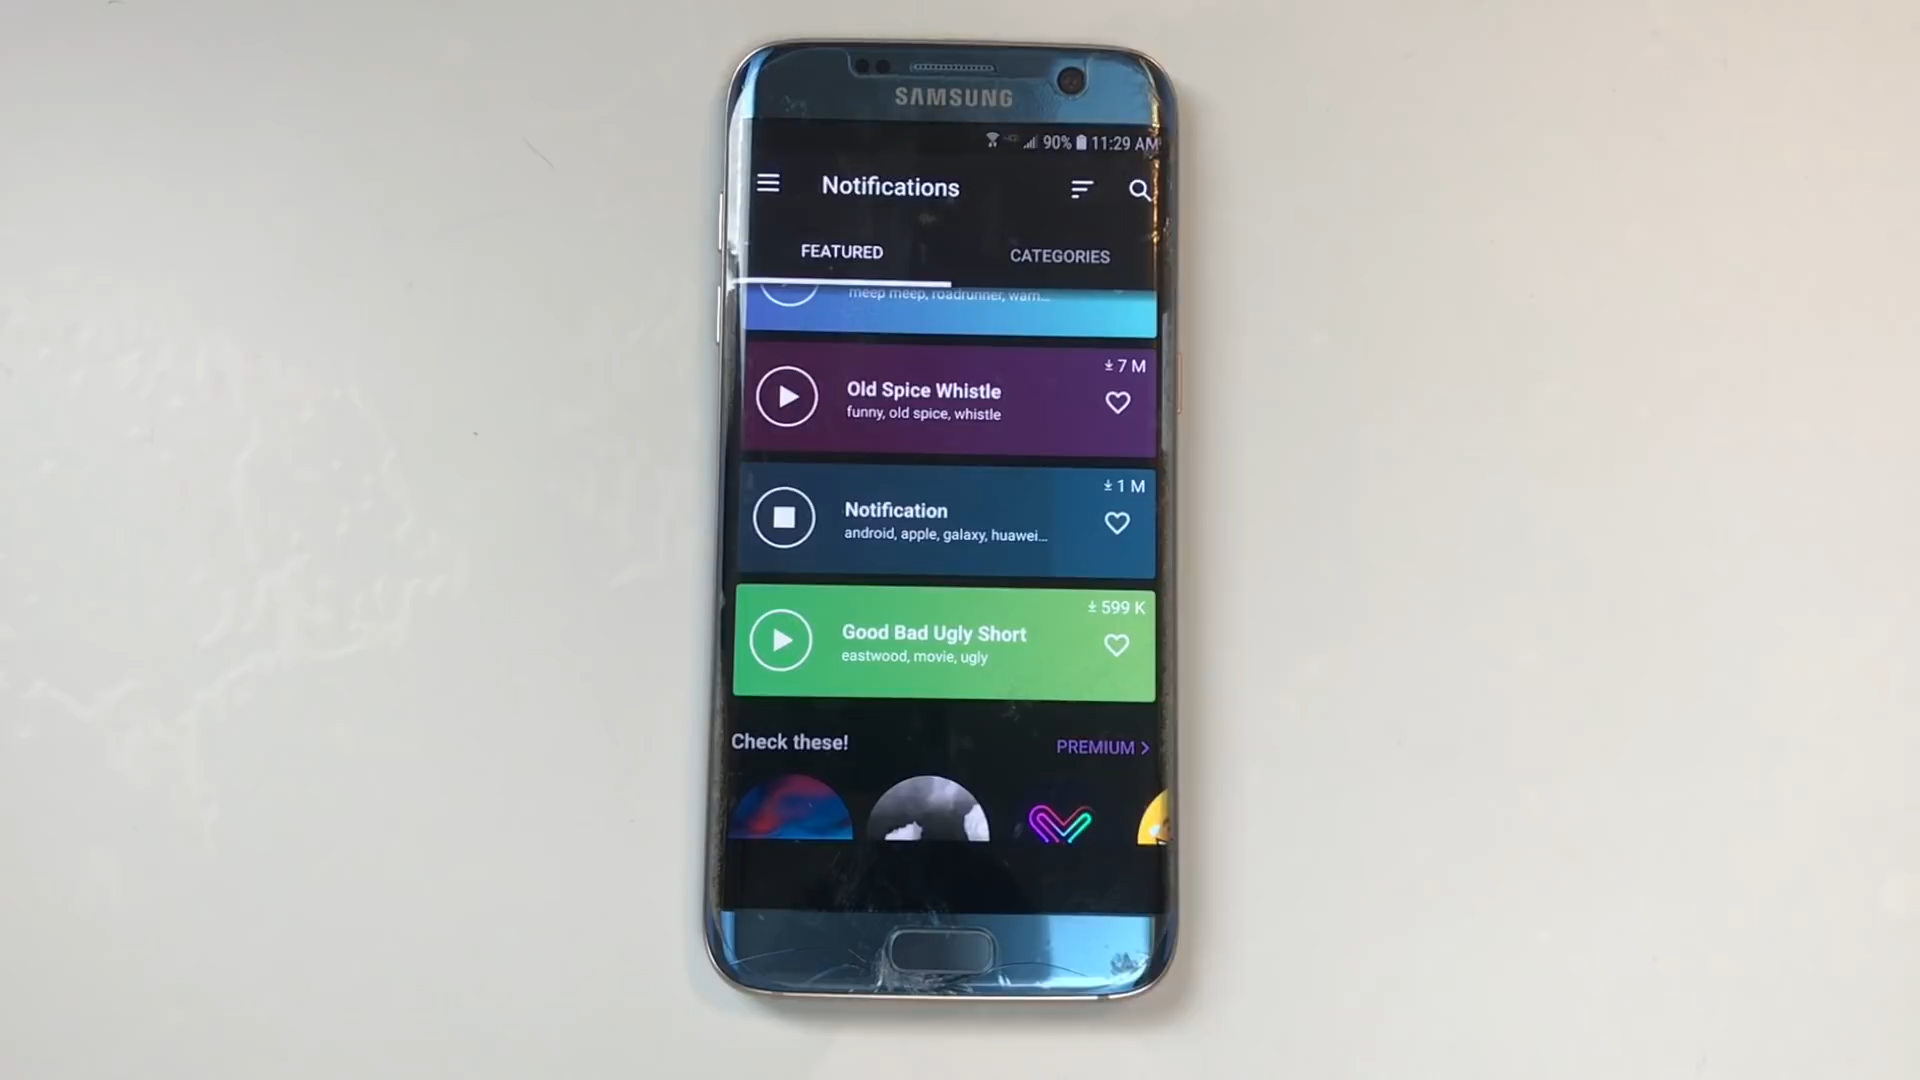 SAMSUNG
90% 11:29 AM
Notifications
FEATURED
CATEGORIES
meep meep, roadrunner, warn...
7 M
Old Spice Whistle
funny, old spice, whistle
1 M
Notification
android, apple, galaxy, huawei...
599 K
Good Bad Ugly Short
eastwood, movie, ugly
Check these!
PREMIUM >